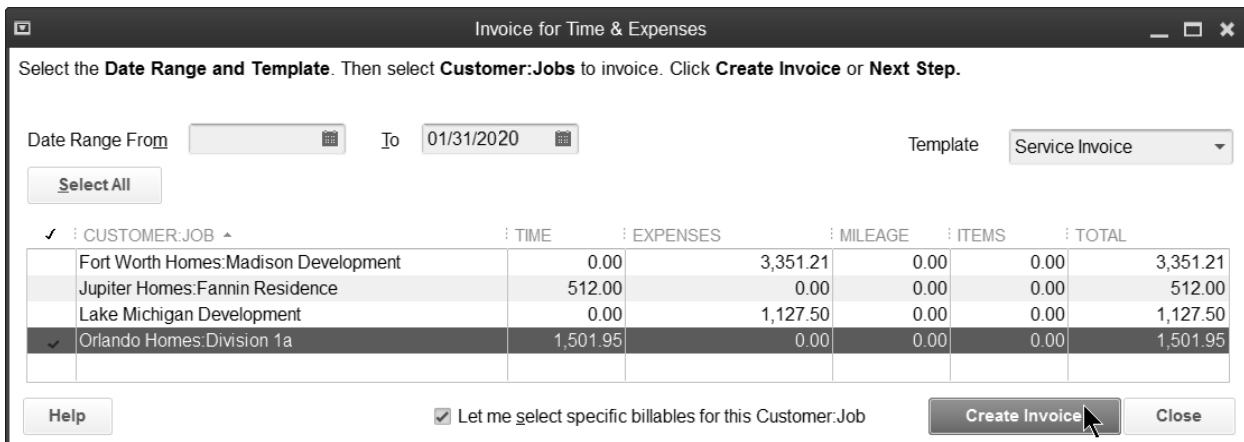 Invoice for Time & Expenses
Select the Date Range and Template. Then select Customer:Jobs to invoice. Click Create Invoice or Next Step.
Date Range From To 01/31/2020 Template Service Invoice
Select All
CUSTOMER:JOB TIME EXPENSES MILEAGE ITEMS TOTAL
Fort Worth Homes:Madison Development 0.00 3,351.21 0.00 0.00 3,351.21
Jupiter Homes:Fannin Residence 512.00 0.00 0.00 0.00 512.00
Lake Michigan Development 0.00 1,127.50 0.00 0.00 1,127.50
Orlando Homes:Division 1a 1,501.95 0.00 0.00 0.00 1,501.95
Help Let me select specific billables for this Customer:Job Create Invoice Close